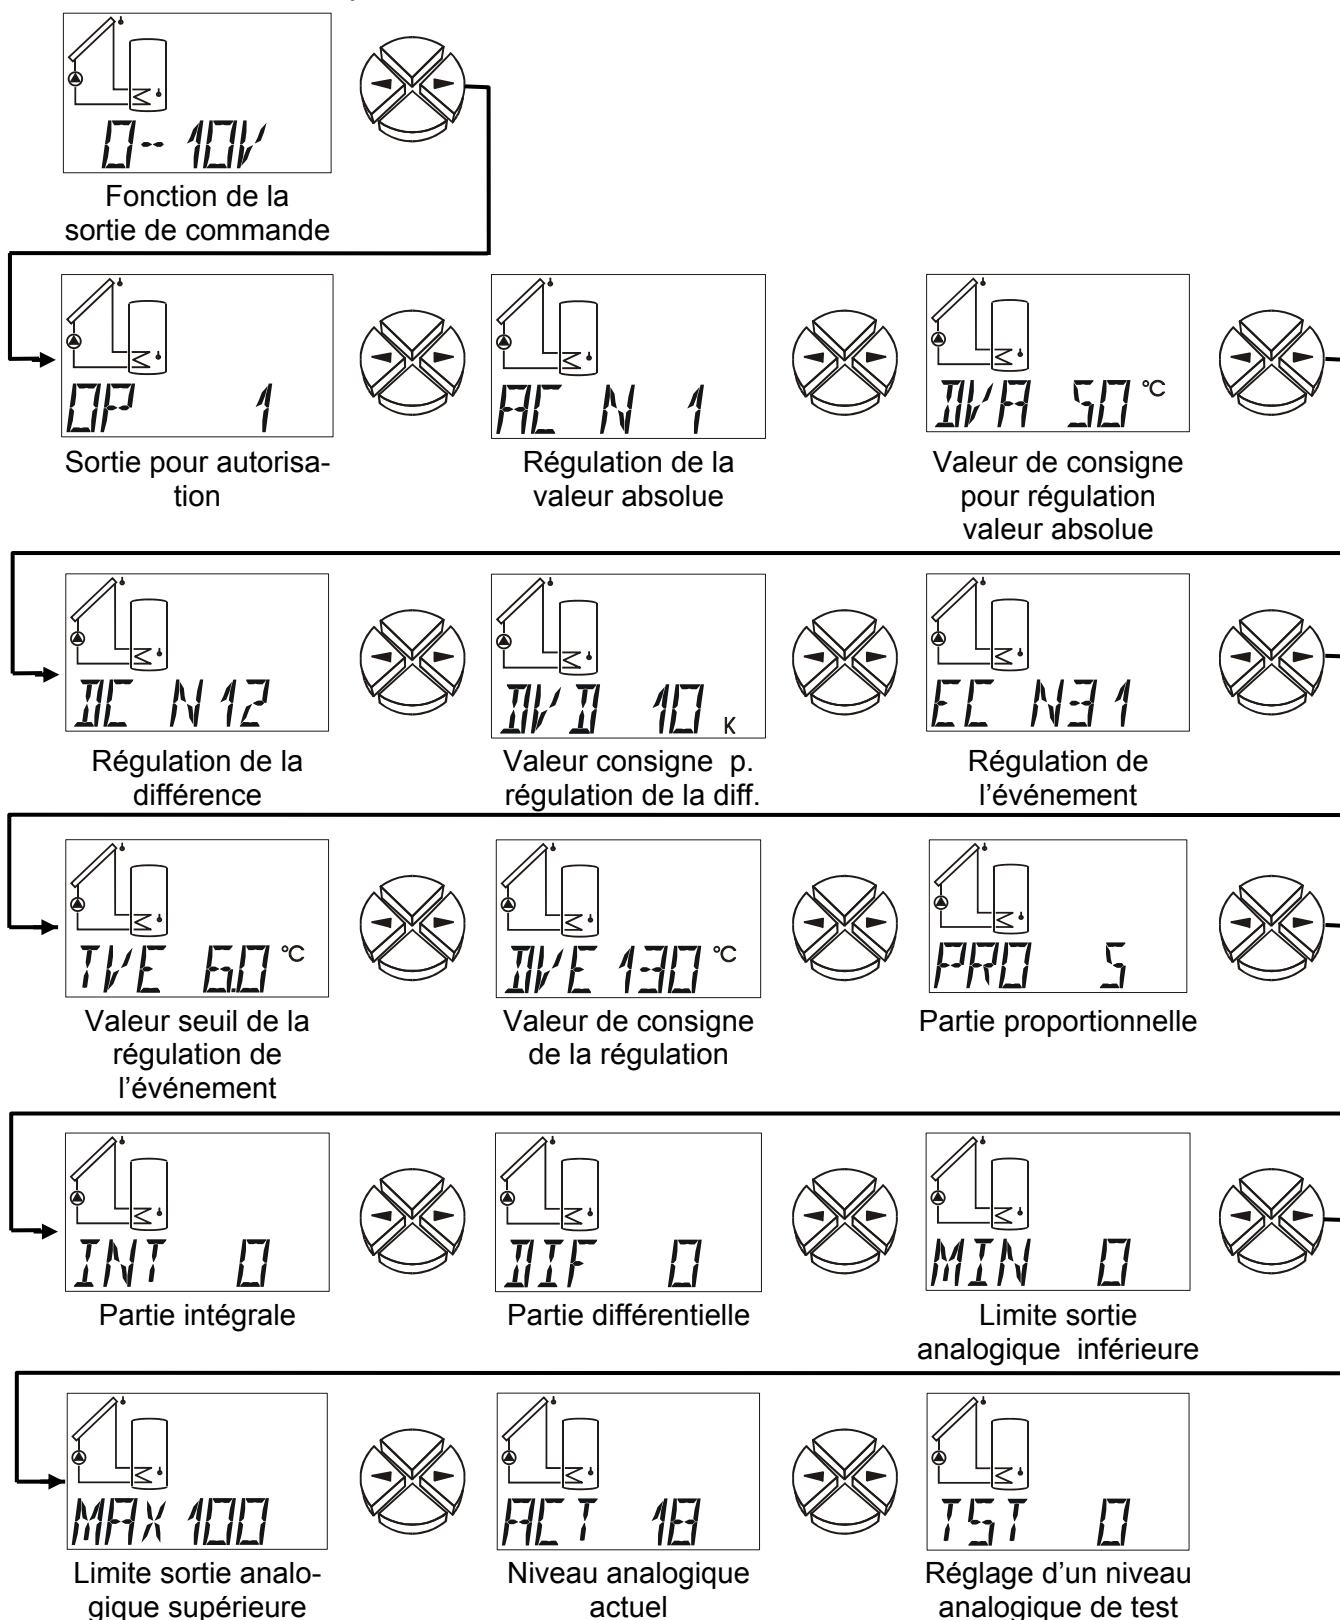 0-- 10V
Fonction de la
sortie de commande
OP 1
AC N 1
DVA 50 °C
Sortie pour autorisa-
tion
Régulation de la
valeur absolue
Valeur de consigne
pour régulation
valeur absolue
DC N12
DVD 10 K
EC N31
Régulation de la
différence
Valeur consigne p.
régulation de la diff.
Régulation de
l’événement
TVE 60 °C
DVE 130 °C
PRO 5
Valeur seuil de la
régulation de
l’événement
Valeur de consigne
de la régulation
Partie proportionnelle
INT 0
DIF 0
MIN 0
Partie intégrale
Partie différentielle
Limite sortie
analogique inférieure
MAX 100
ACT 18
TST 0
Limite sortie analo-
gique supérieure
Niveau analogique
actuel
Réglage d’un niveau
analogique de test